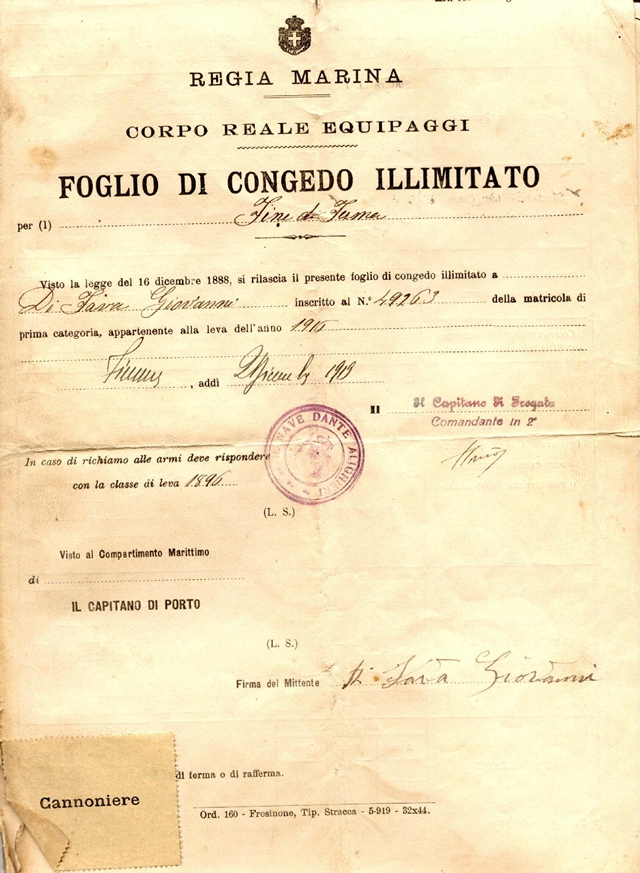 REGIA MARINA
CORPO REALE EQUIPAGGI
FOGLIO DI CONGEDO ILLIMITATO
per (1) Fine di Ferma
Visto la legge del 16 dicembre 1888, si rilascia il presente foglio di congedo illimitato a
Di Fava Giovanni inscritto al N.° 49263 della matricola di
prima categoria, appartenente alla leva dell'anno 1916
, addì 1919
Il Il Capitano di Fregata
Comandante in 2°
NAVE DANTE ALIGHIERI
In caso di richiamo alle armi deve rispondere
con la classe di leva 1896
(L. S.)
Visto al Compartimento Marittimo
di
IL CAPITANO DI PORTO
(L. S.)
Firma del Mittente Di Fava Giovanni
di ferma o di rafferma.
Cannoniere
Ord. 160 - Frosinone, Tip. Stracca - 5-919 - 32x44.